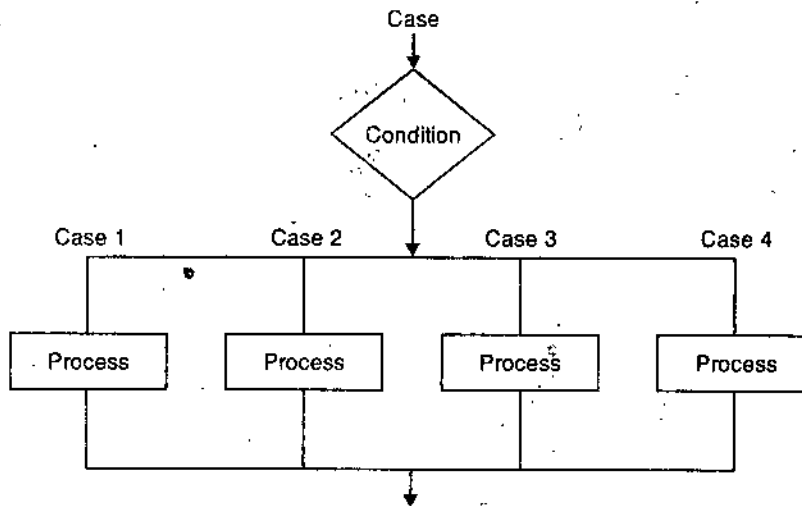 Case
Condition
Case 1 Case 2 Case 3 Case 4
Process Process Process Process